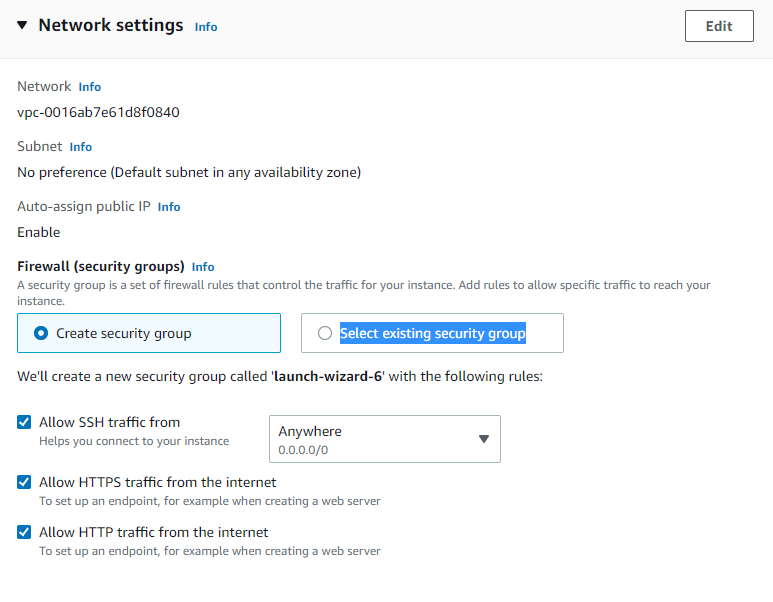 Network settings Info
Edit
Network Info
vpc-0016ab7e61d8f0840
Subnet Info
No preference (Default subnet in any availability zone)
Auto-assign public IP Info
Enable
Firewall (security groups) Info
A security group is a set of firewall rules that control the traffic for your instance. Add rules to allow specific traffic to reach your
instance.
Create security group
Select existing security group
We'll create a new security group called 'launch-wizard-6' with the following rules:
Allow SSH traffic from
Helps you connect to your instance
Anywhere
0.0.0.0/0
Allow HTTPS traffic from the internet
To set up an endpoint, for example when creating a web server
Allow HTTP traffic from the internet
To set up an endpoint, for example when creating a web server